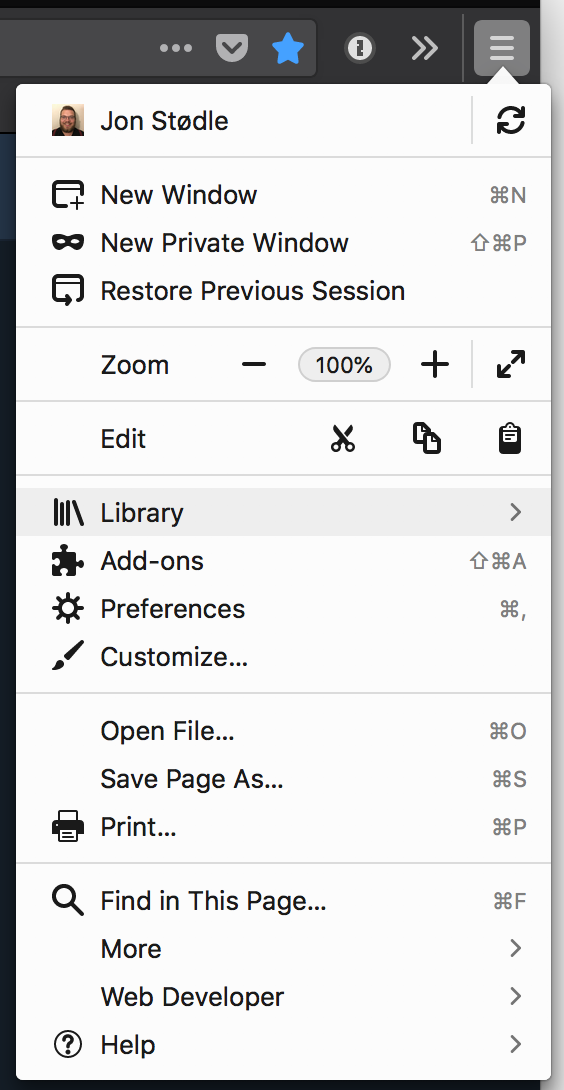 Jon Stødle
New Window ⌘N
New Private Window ⇧⌘P
Restore Previous Session
Zoom 100%
Edit
Library
Add-ons ⇧⌘A
Preferences ⌘,
Customize...
Open File... ⌘O
Save Page As... ⌘S
Print... ⌘P
Find in This Page... ⌘F
More
Web Developer
Help